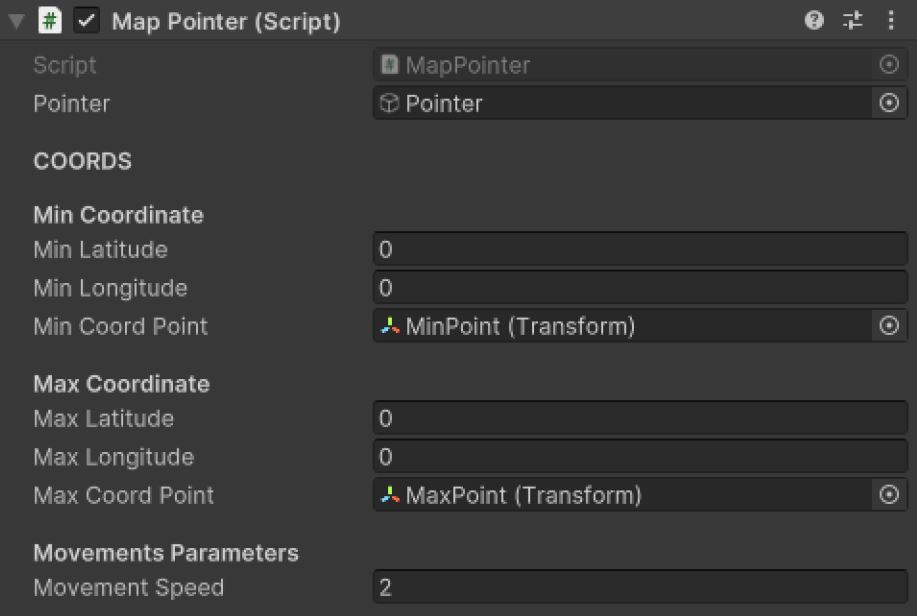 Map Pointer (Script)
Script MapPointer
Pointer Pointer
COORDS
Min Coordinate
Min Latitude 0
Min Longitude 0
Min Coord Point MinPoint (Transform)
Max Coordinate
Max Latitude 0
Max Longitude 0
Max Coord Point MaxPoint (Transform)
Movements Parameters
Movement Speed 2